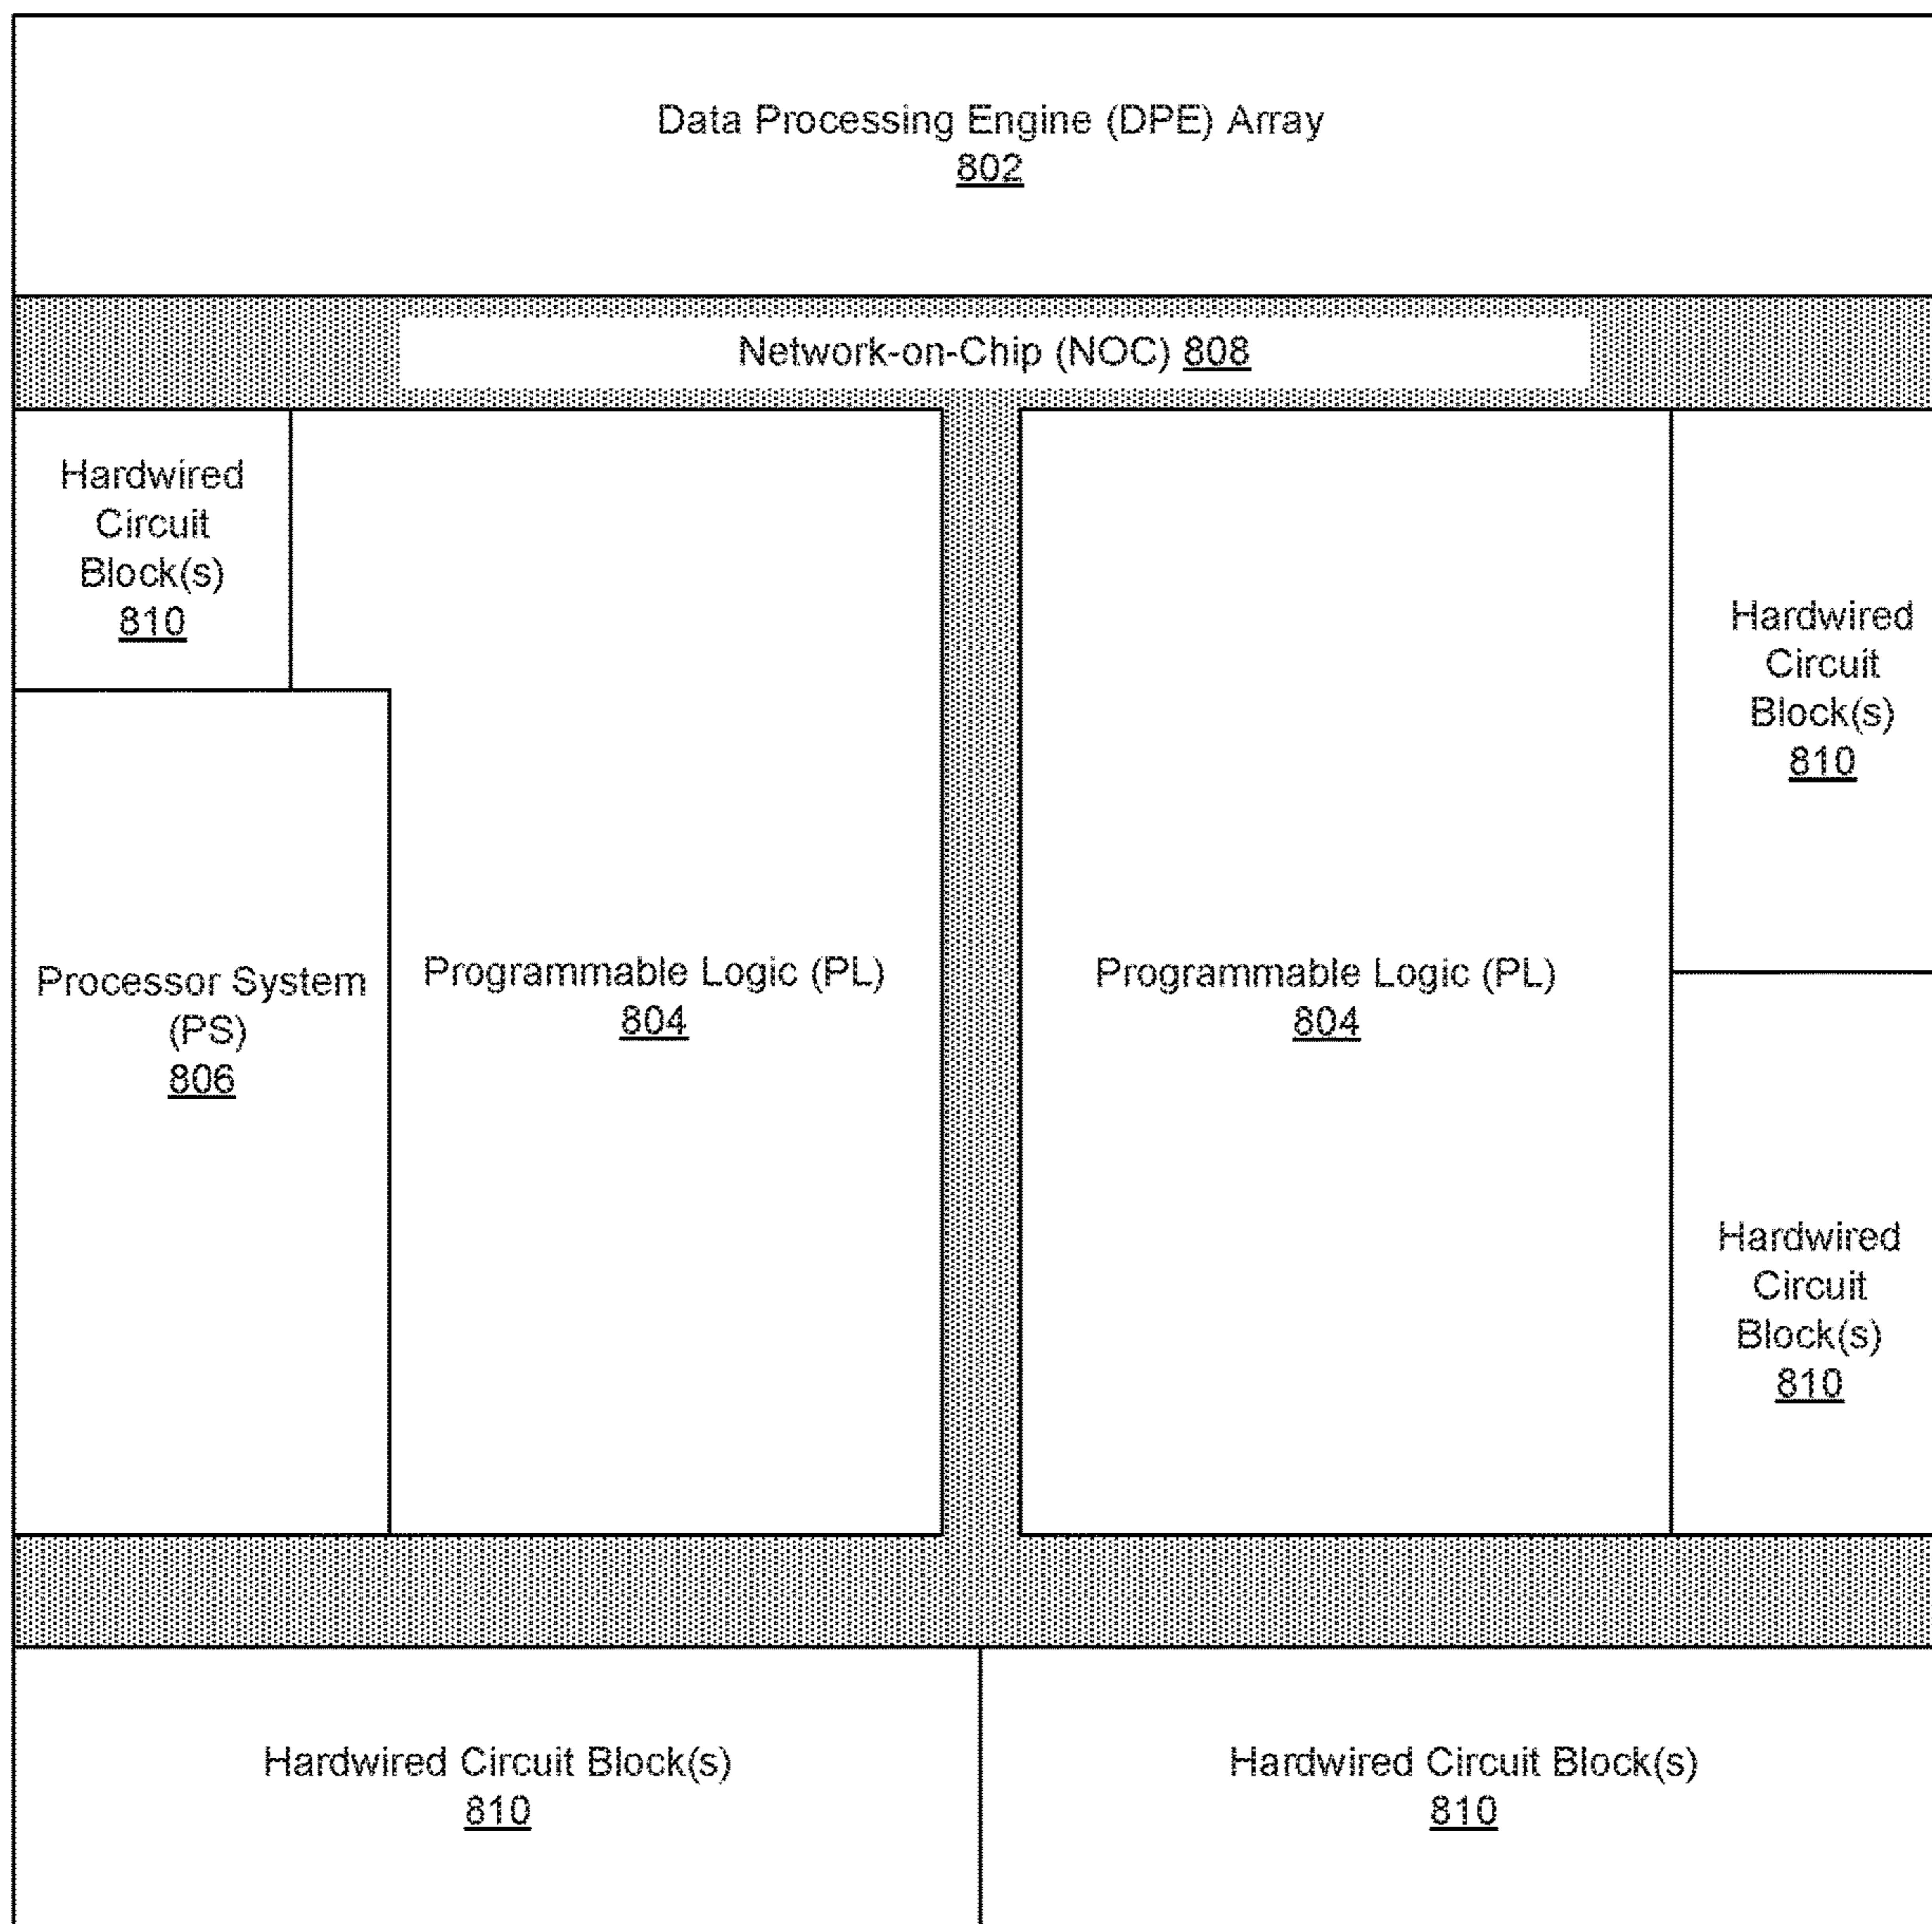 Data Processing Engine (DPE) Array
802
Network-on-Chip (NOC) 808
Hardwired
Circuit
Block(s)
810
Processor System
(PS)
806
Programmable Logic (PL)
804
Programmable Logic (PL)
804
Hardwired
Circuit
Block(s)
810
Hardwired
Circuit
Block(s)
810
Hardwired Circuit Block(s)
810
Hardwired Circuit Block(s)
810